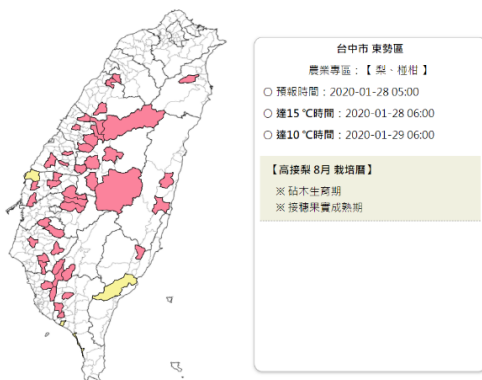 台中市 東勢區
農業專區：【 梨、椪柑 】
預報時間：2020-01-28 05:00
達15 ℃時間：2020-01-28 06:00
達10 ℃時間：2020-01-29 06:00
【高接梨 8月 栽培曆】
※ 砧木生育期
※ 接穗果實成熟期